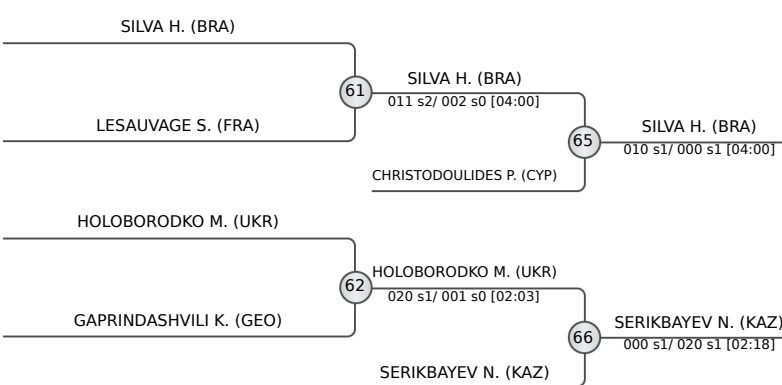 SILVA H. (BRA)
61
LESAUVAGE S. (FRA)
SILVA H. (BRA)
011 s2/ 002 s0 [04:00]
65
CHRISTODOULIDES P. (CYP)
SILVA H. (BRA)
010 s1/ 000 s1 [04:00]
HOLOBORODKO M. (UKR)
62
GAPRINDASHVILI K. (GEO)
HOLOBORODKO M. (UKR)
020 s1/ 001 s0 [02:03]
66
SERIKBAYEV N. (KAZ)
SERIKBAYEV N. (KAZ)
000 s1/ 020 s1 [02:18]